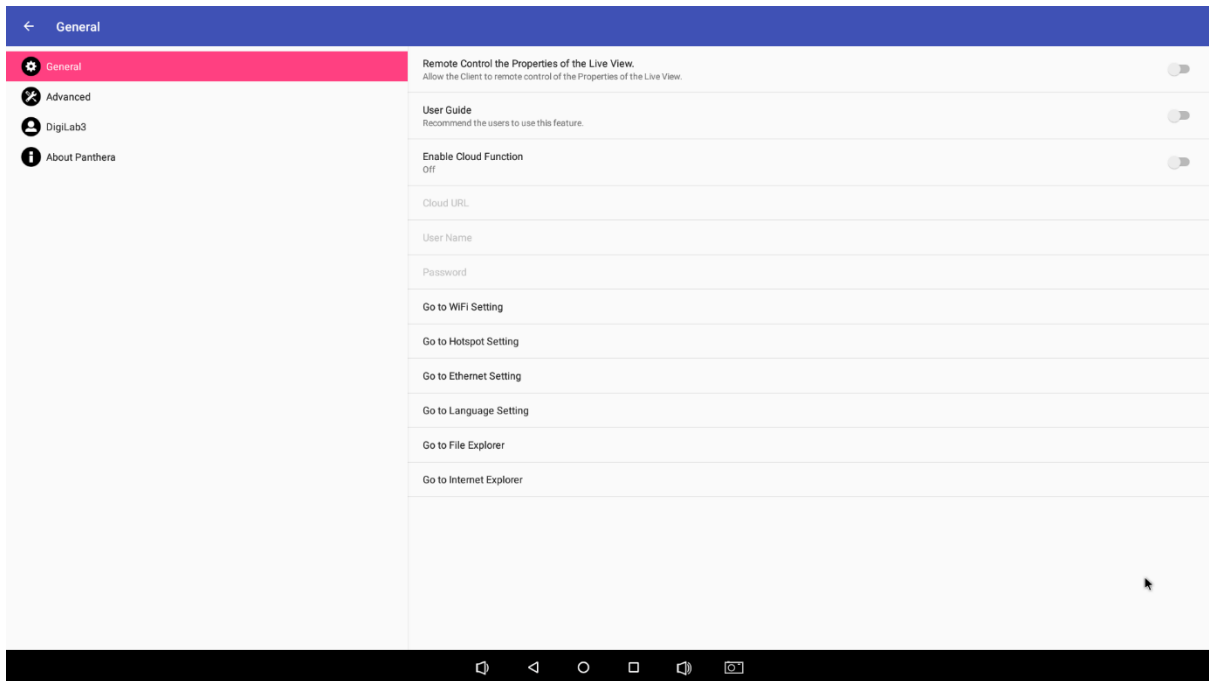 General
General
Advanced
DigiLab3
About Panthera
Remote Control the Properties of the Live View.
Allow the Client to remote control of the Properties of the Live View.
User Guide
Recommend the users to use this feature.
Enable Cloud Function
Off
Cloud URL
User Name
Password
Go to WiFi Setting
Go to Hotspot Setting
Go to Ethernet Setting
Go to Language Setting
Go to File Explorer
Go to Internet Explorer